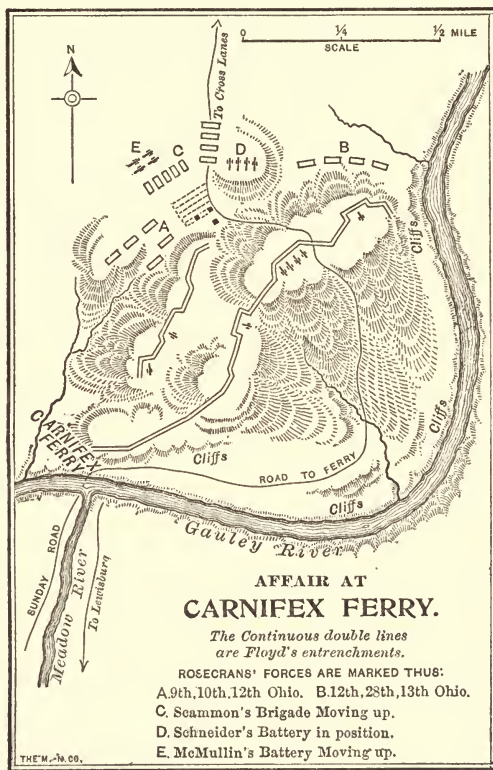 0 1/4 1/2 MILE
SCALE
N
To Cross Lanes
E
C
D
B
A
Cliffs
CARNIFEX
FERRY
Cliffs
Cliffs
ROAD TO FERRY
Cliffs
Gauley River
SUNDAY ROAD
Meadow River
To Lewisburg
AFFAIR AT
CARNIFEX FERRY.
The Continuous double lines
are Floyd's entrenchments.
ROSECRANS' FORCES ARE MARKED THUS:
A. 9th, 10th, 12th Ohio. B. 12th, 28th, 13th Ohio.
C. Scammon's Brigade Moving up.
D. Schneider's Battery in position.
E. McMullin's Battery Moving up.
THE M.-N. CO.